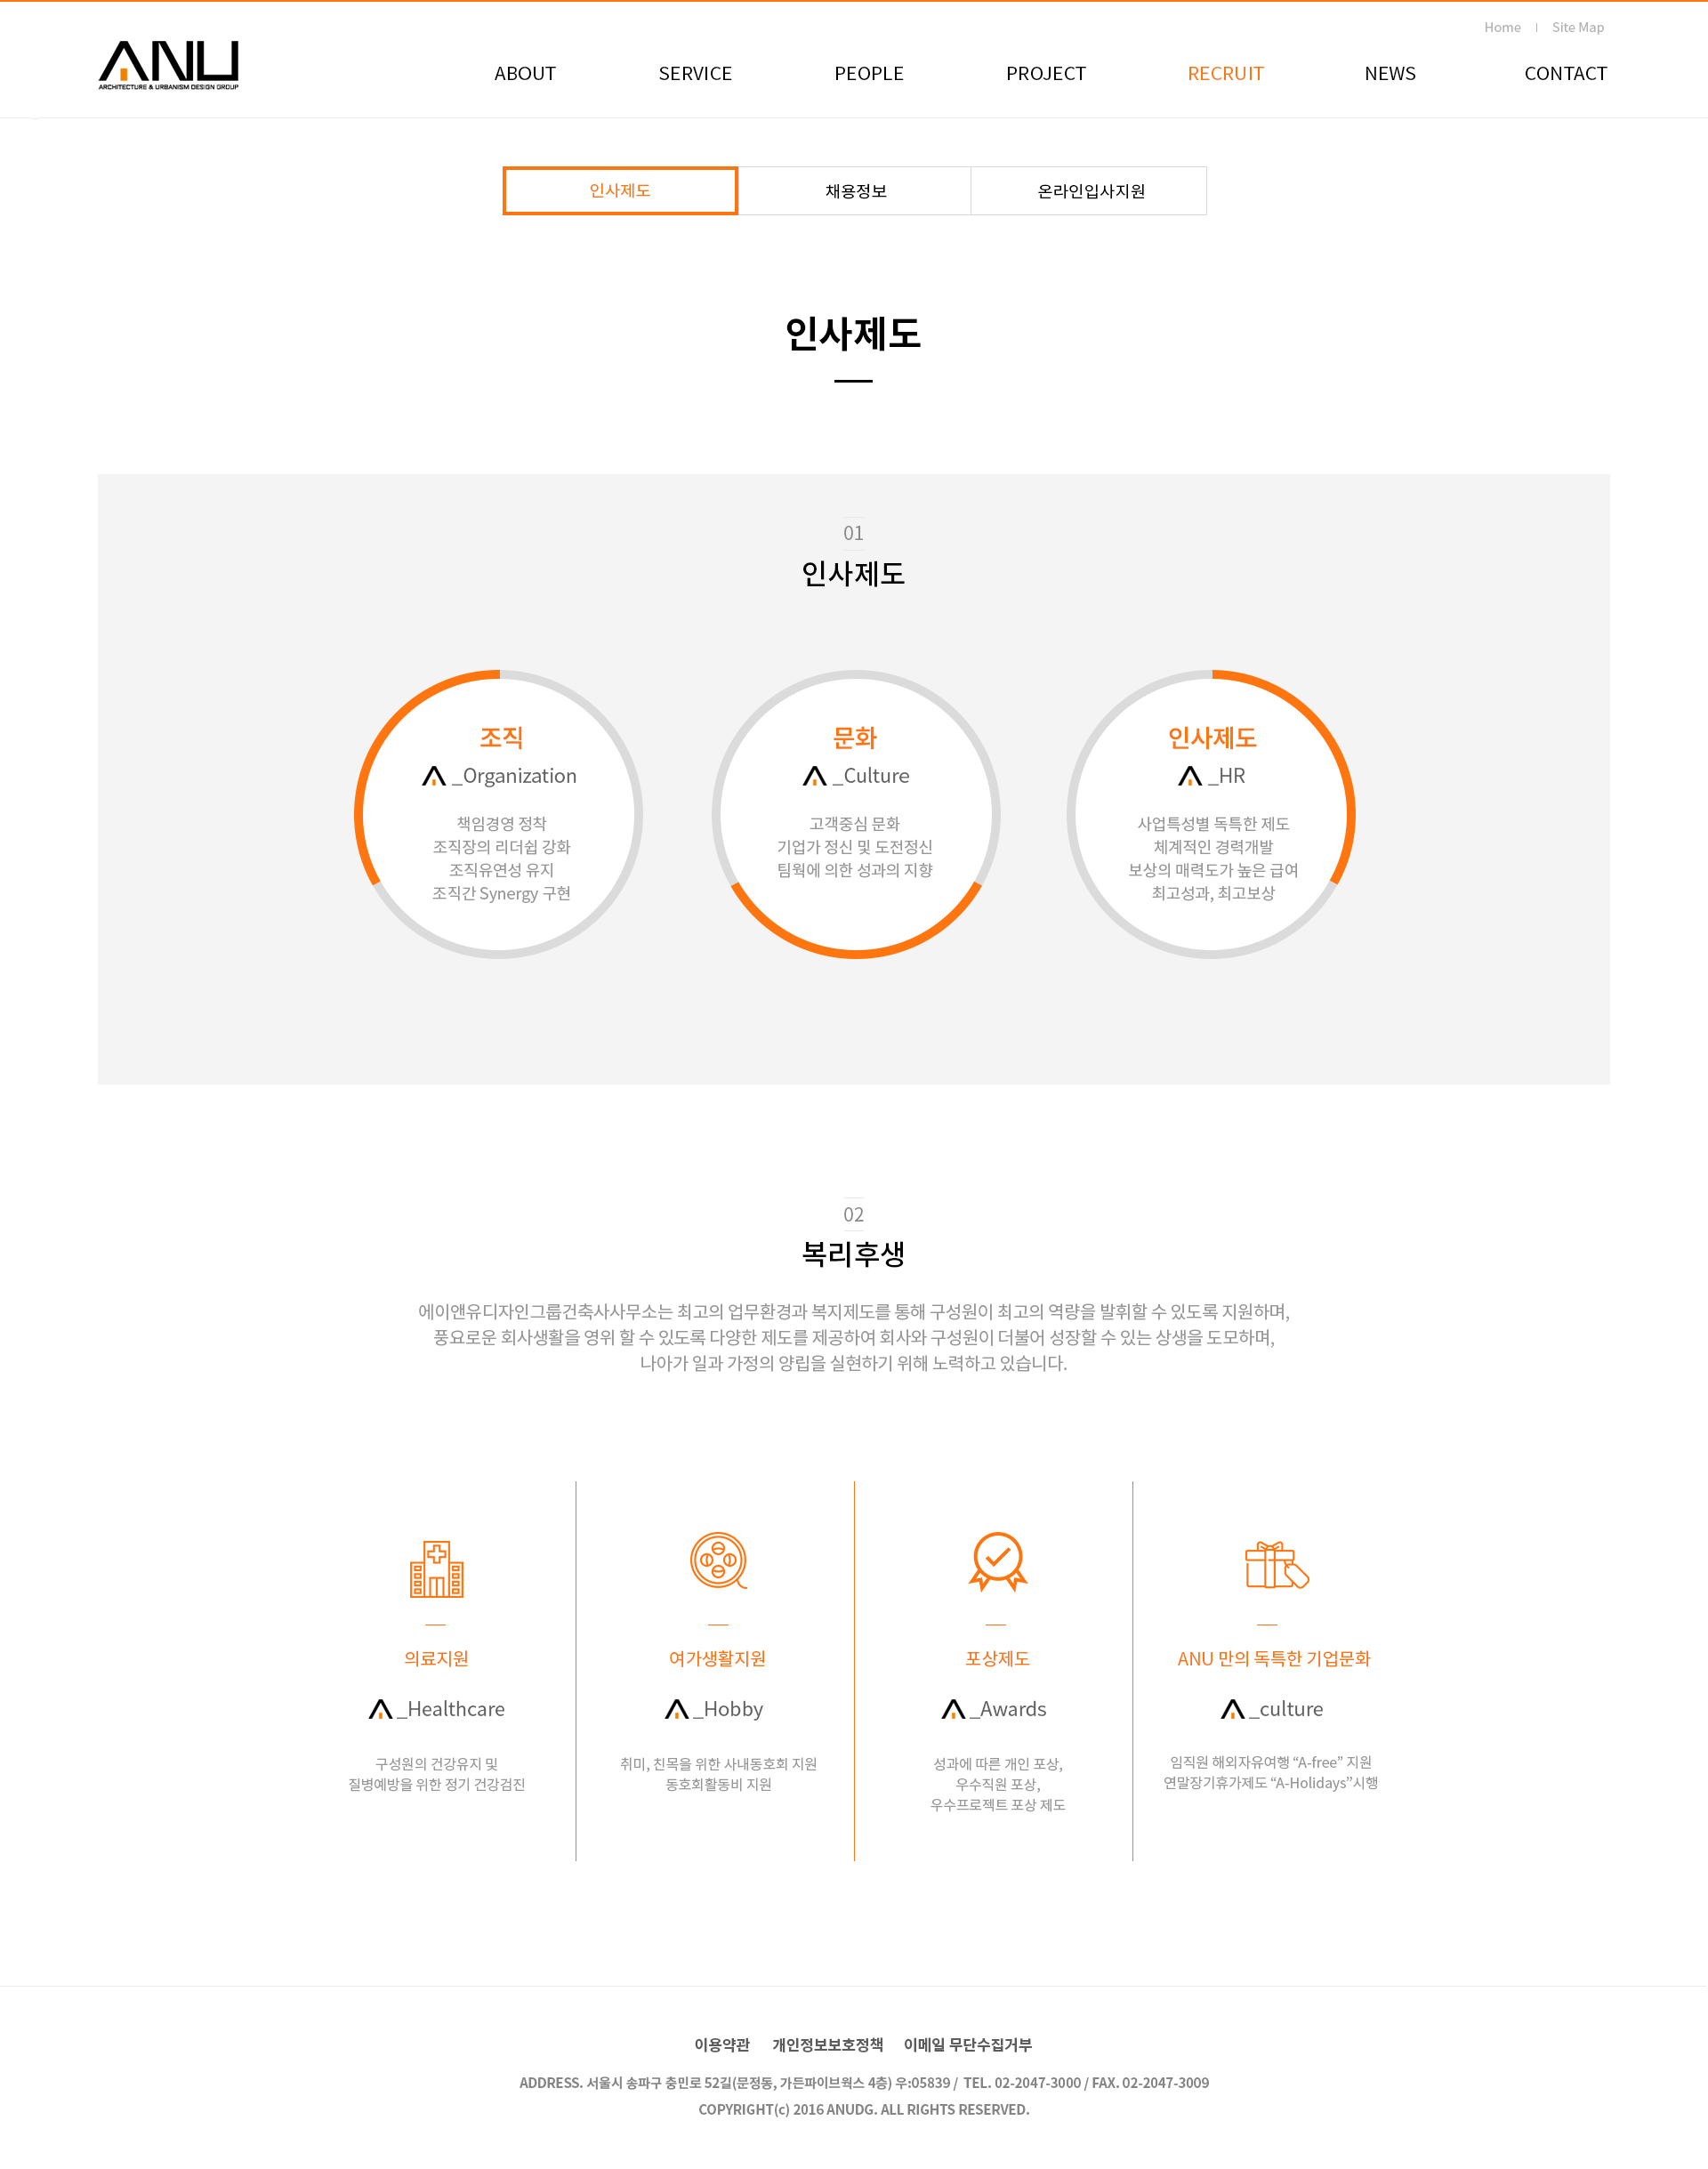 Home | Site Map
ANU
ARCHITECTURE & URBANISM DESIGN GROUP
ABOUT SERVICE PEOPLE PROJECT RECRUIT NEWS CONTACT
인사제도 채용정보 온라인입사지원
인사제도
01
인사제도
조직
_Organization
책임경영 정착
조직장의 리더쉽 강화
조직유연성 유지
조직간 Synergy 구현
문화
_Culture
고객중심 문화
기업가 정신 및 도전정신
팀웍에 의한 성과의 지향
인사제도
_HR
사업특성별 독특한 제도
체계적인 경력개발
보상의 매력도가 높은 급여
최고성과, 최고보상
02
복리후생
에이앤유디자인그룹건축사사무소는 최고의 업무환경과 복지제도를 통해 구성원이 최고의 역량을 발휘할 수 있도록 지원하며,
풍요로운 회사생활을 영위 할 수 있도록 다양한 제도를 제공하여 회사와 구성원이 더불어 성장할 수 있는 상생을 도모하며,
나아가 일과 가정의 양립을 실현하기 위해 노력하고 있습니다.
의료지원
_Healthcare
구성원의 건강유지 및
질병예방을 위한 정기 건강검진
여가생활지원
_Hobby
취미, 친목을 위한 사내동호회 지원
동호회활동비 지원
포상제도
_Awards
성과에 따른 개인 포상,
우수직원 포상,
우수프로젝트 포상 제도
ANU 만의 독특한 기업문화
_culture
임직원 해외자유여행 “A-free” 지원
연말장기휴가제도 “A-Holidays”시행
이용약관 개인정보보호정책 이메일 무단수집거부
ADDRESS. 서울시 송파구 충민로 52길(문정동, 가든파이브웍스 4층) 우:05839 / TEL. 02-2047-3000 / FAX. 02-2047-3009
COPYRIGHT(c) 2016 ANUDG. ALL RIGHTS RESERVED.